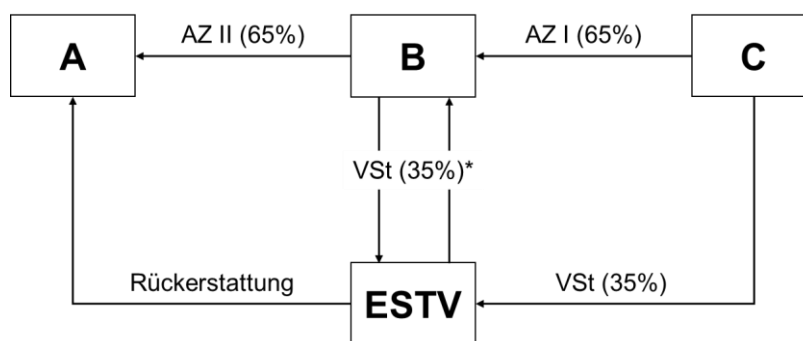 AZ II (65%)
AZ I (65%)
A
B
C
VSt (35%)*
Rückerstattung
VSt (35%)
ESTV